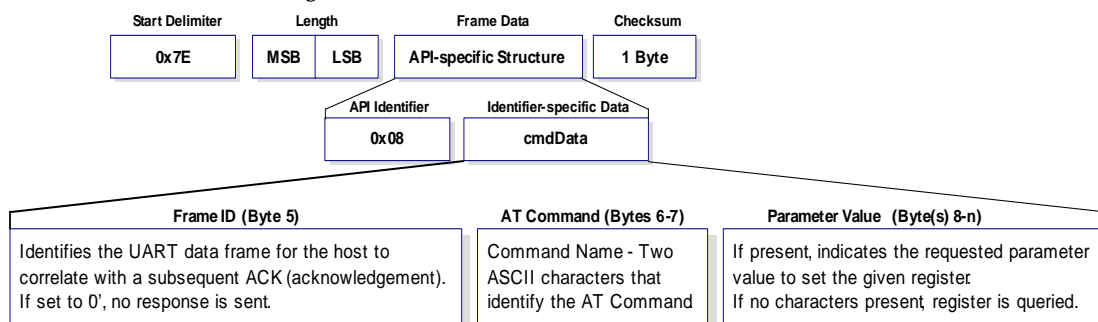 Start Delimiter Length Frame Data Checksum
0x7E MSB LSB API-specific Structure 1 Byte
API Identifier Identifier-specific Data
0x08 cmdData
Frame ID (Byte 5) AT Command (Bytes 6-7) Parameter Value (Byte(s) 8-n)
Identifies the UART data frame for the host to Command Name - Two If present, indicates the requested parameter
correlate with a subsequent ACK (acknowledgement). ASCII characters that value to set the given register.
If set to 0’, no response is sent. identify the AT Command If no characters present, register is queried.